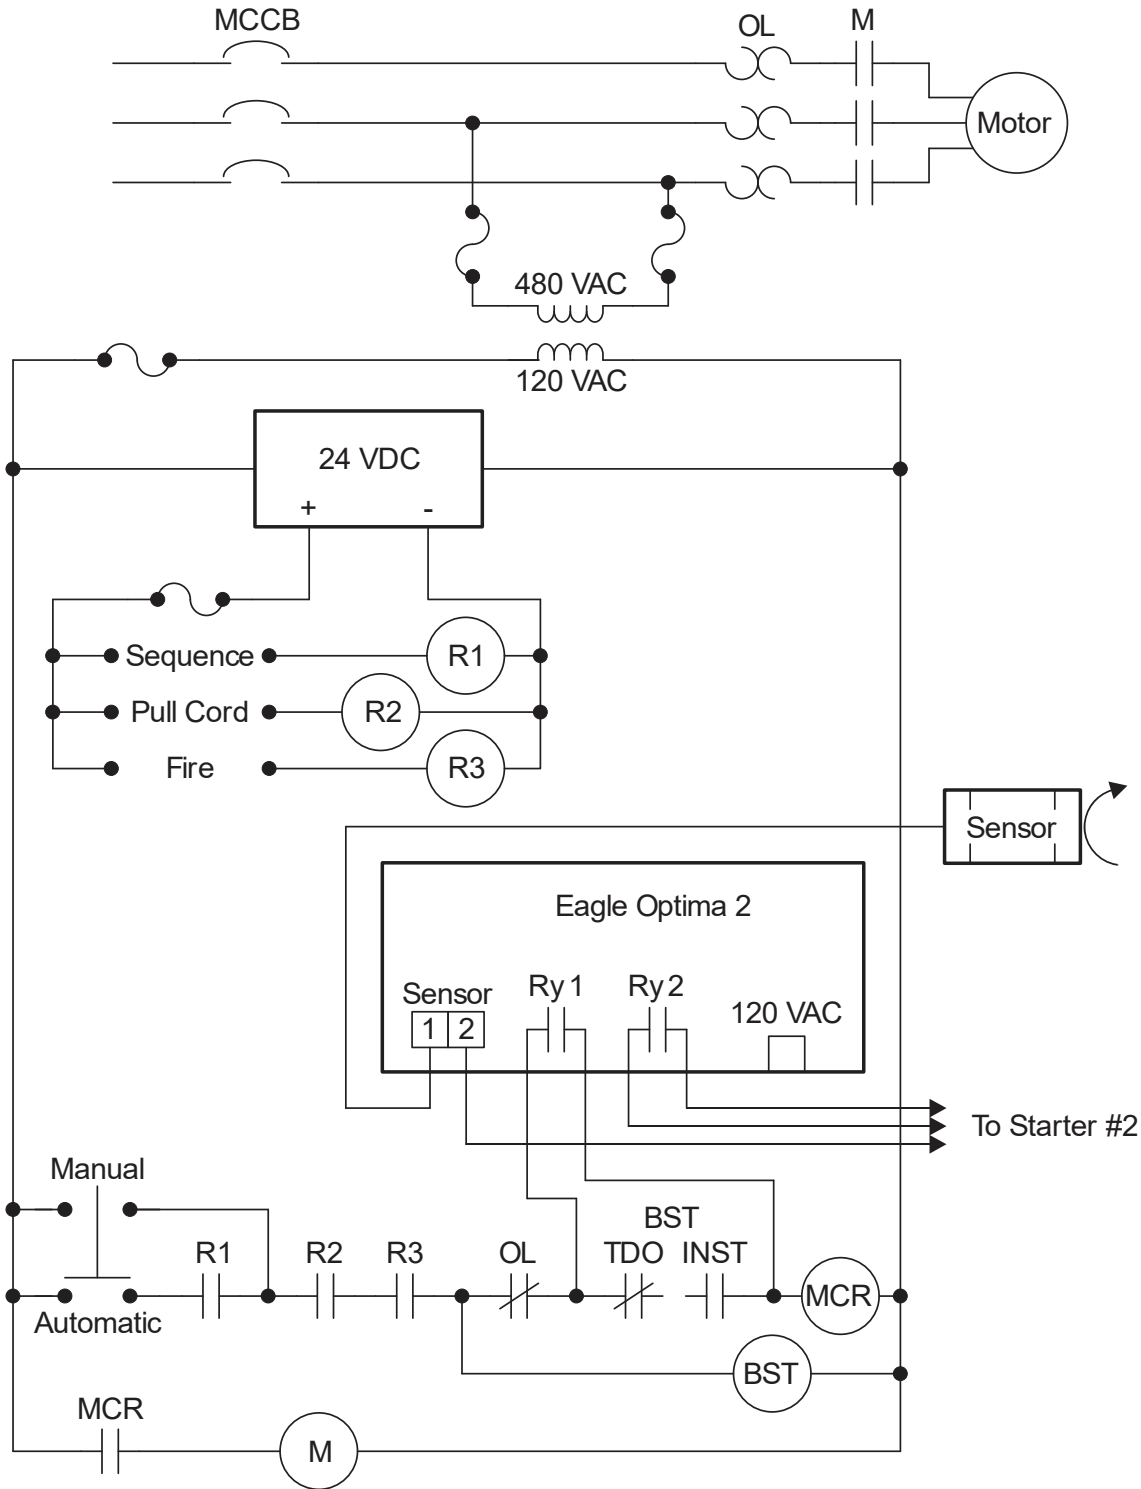 MCCB
OL
M
Motor
480 VAC
120 VAC
24 VDC
+ -
Sequence
R1
Pull Cord
R2
Fire
R3
Sensor
Eagle Optima 2
Sensor
1 2
Ry 1
Ry 2
120 VAC
To Starter #2
Manual
Automatic
R1
R2
R3
OL
BST
TDO
INST
MCR
BST
MCR
M